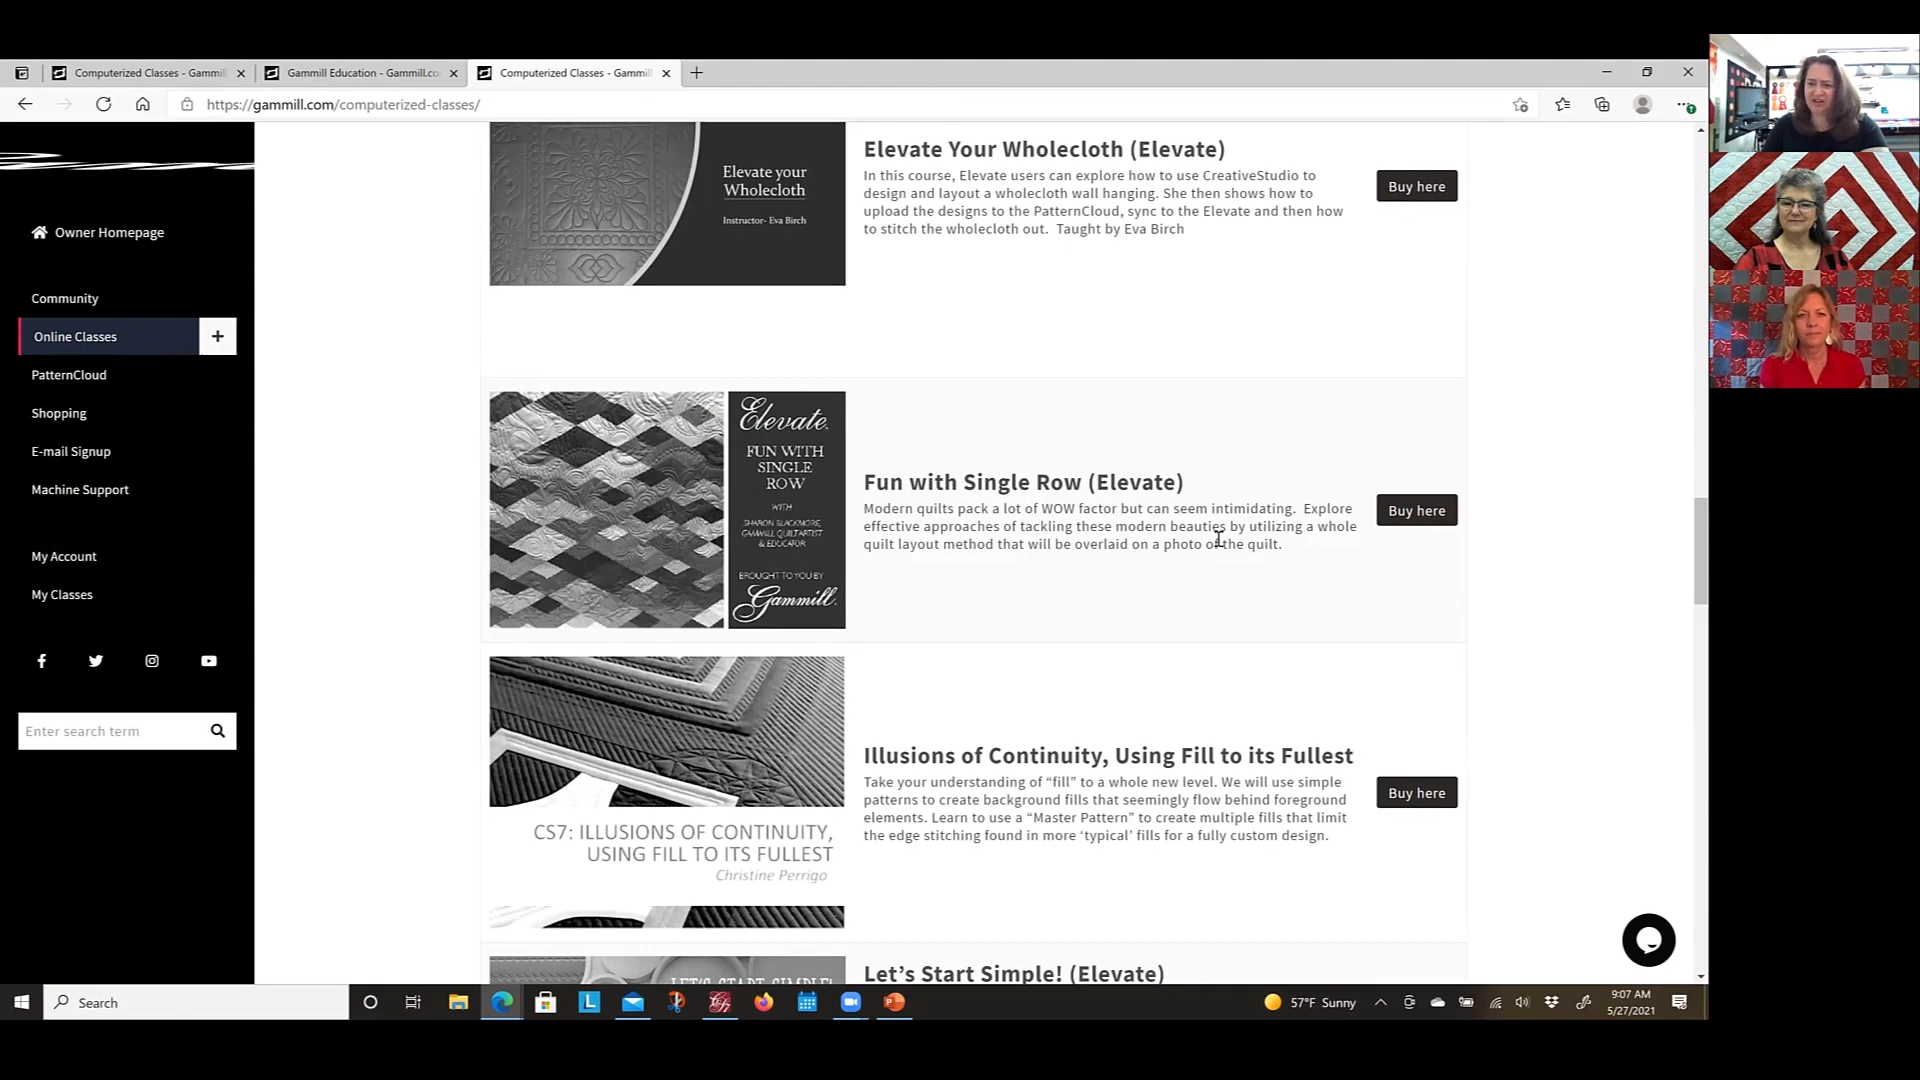 Computerized Classes - Gammill
Gammill Education - Gammill.co
Computerized Classes - Gammill
https://gammill.com/computerized-classes/
Owner Homepage
Community
Online Classes
PatternCloud
Shopping
E-mail Signup
Machine Support
My Account
My Classes
Enter search term
Elevate your
Wholecloth
Instructor- Eva Birch
Elevate Your Wholecloth (Elevate)
In this course, Elevate users can explore how to use CreativeStudio to
design and layout a wholecloth wall hanging. She then shows how to
upload the designs to the PatternCloud, sync to the Elevate and then how
to stitch the wholecloth out.  Taught by Eva Birch
Buy here
Elevate.
FUN WITH
SINGLE
ROW
WITH
SHARON BLACKMORE,
GAMMILL QUILT ARTIST
& EDUCATOR
BROUGHT TO YOU BY
Gammill.
Fun with Single Row (Elevate)
Modern quilts pack a lot of WOW factor but can seem intimidating.  Explore
effective approaches of tackling these modern beauties by utilizing a whole
quilt layout method that will be overlaid on a photo of the quilt.
Buy here
CS7: ILLUSIONS OF CONTINUITY,
USING FILL TO ITS FULLEST
Christine Perrigo
Illusions of Continuity, Using Fill to its Fullest
Take your understanding of “fill” to a whole new level. We will use simple
patterns to create background fills that seemingly flow behind foreground
elements. Learn to use a “Master Pattern” to create multiple fills that limit
the edge stitching found in more ‘typical’ fills for a fully custom design.
Buy here
LET'S START SIMPLE!
Let’s Start Simple! (Elevate)
Search
57°F Sunny
9:07 AM
5/27/2021